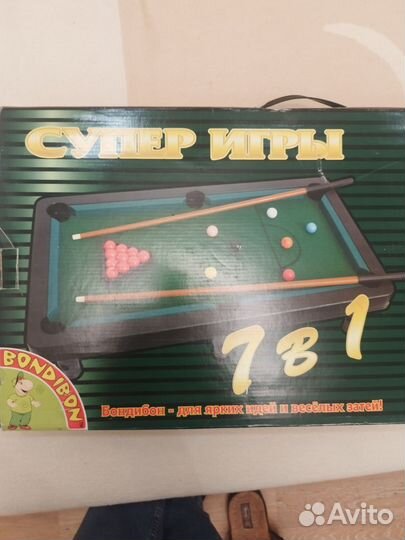 СУПЕР ИГРЫ
7 в 1
BONDIBON
Бондибон - для ярких идей и весёлых затей!
Avito